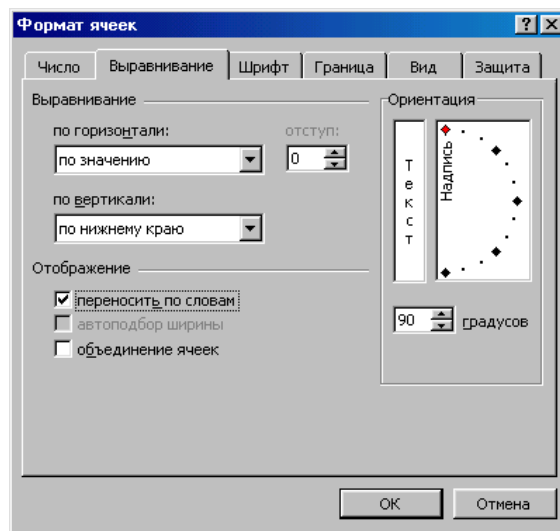 Формат ячеек
Число Выравнивание Шрифт Граница Вид Защита
Выравнивание
по горизонтали: отступ:
по значению 0
по вертикали:
по нижнему краю
Отображение
переносить по словам
автоподбор ширины
объединение ячеек
Ориентация
Текст
Надпись
90 градусов
ОК Отмена